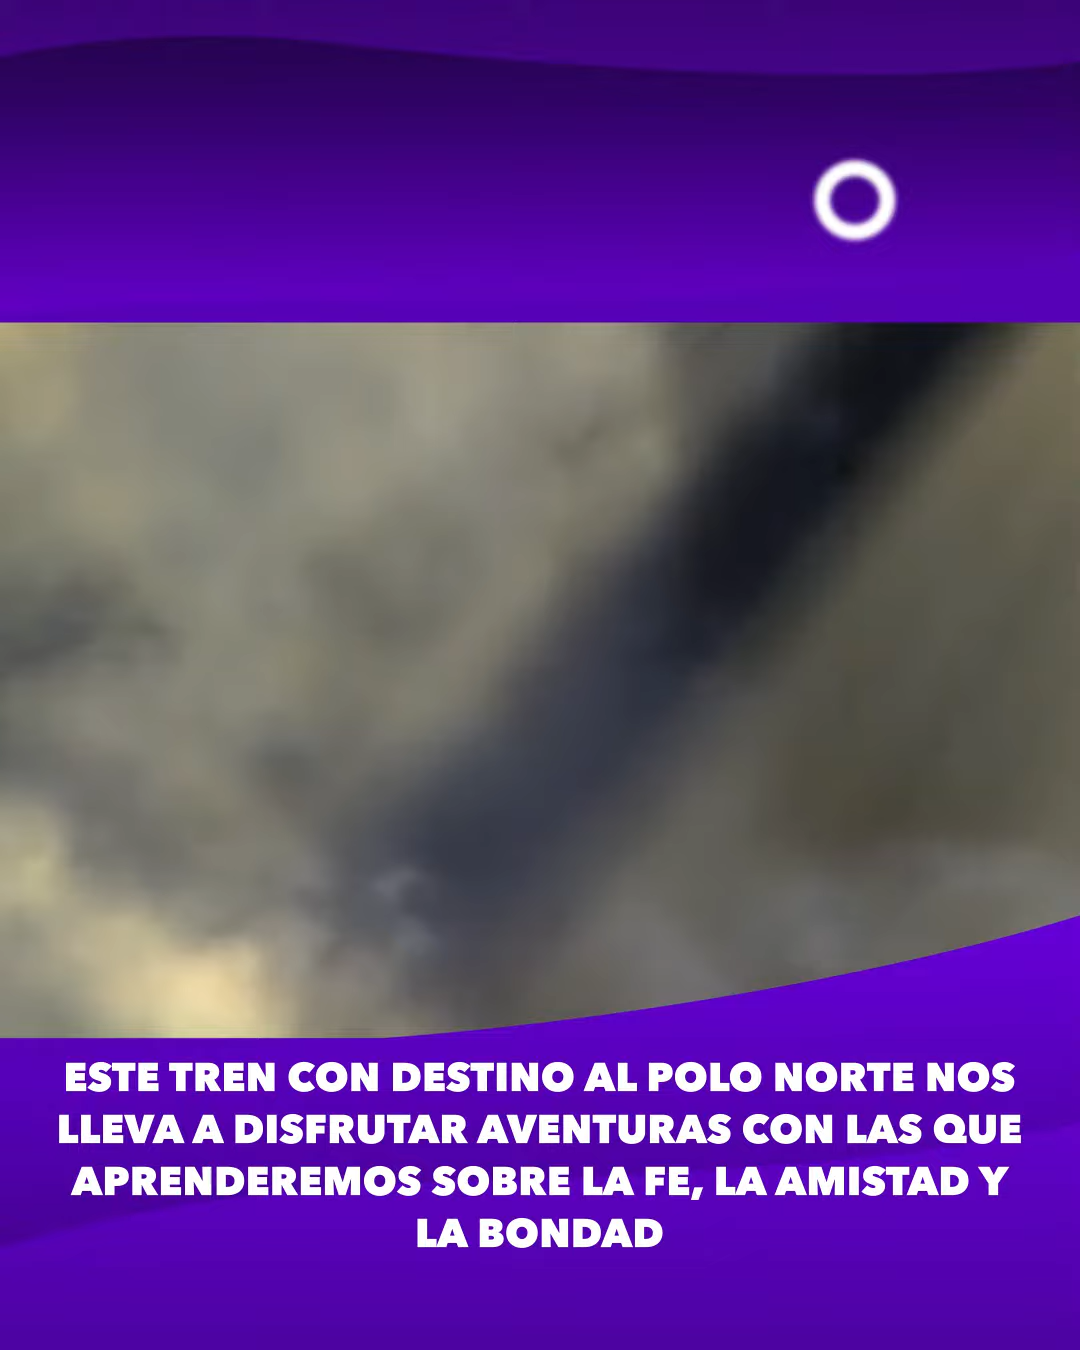 ESTE TREN CON DESTINO AL POLO NORTE NOS
LLEVA A DISFRUTAR AVENTURAS CON LAS QUE
APRENDEREMOS SOBRE LA FE, LA AMISTAD Y
LA BONDAD